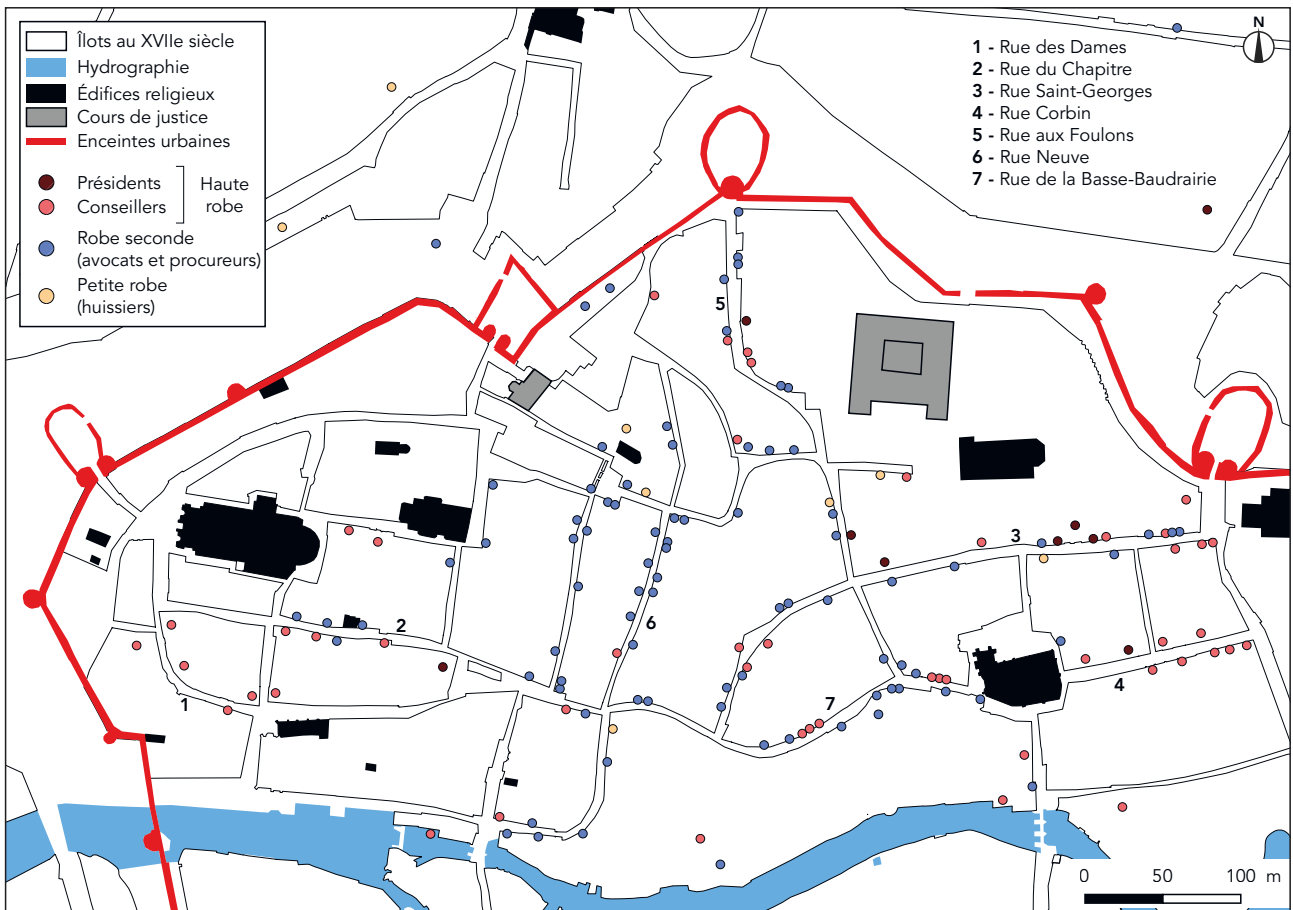 Îlots au XVIIe siècle
Hydrographie
Édifices religieux
Cours de justice
Enceintes urbaines
Présidents
Conseillers
Haute
robe
Robe seconde
(avocats et procureurs)
Petite robe
(huissiers)
N
1 - Rue des Dames
2 - Rue du Chapitre
3 - Rue Saint-Georges
4 - Rue Corbin
5 - Rue aux Foulons
6 - Rue Neuve
7 - Rue de la Basse-Baudrairie
5
3
2
6
4
1
7
0 50 100 m